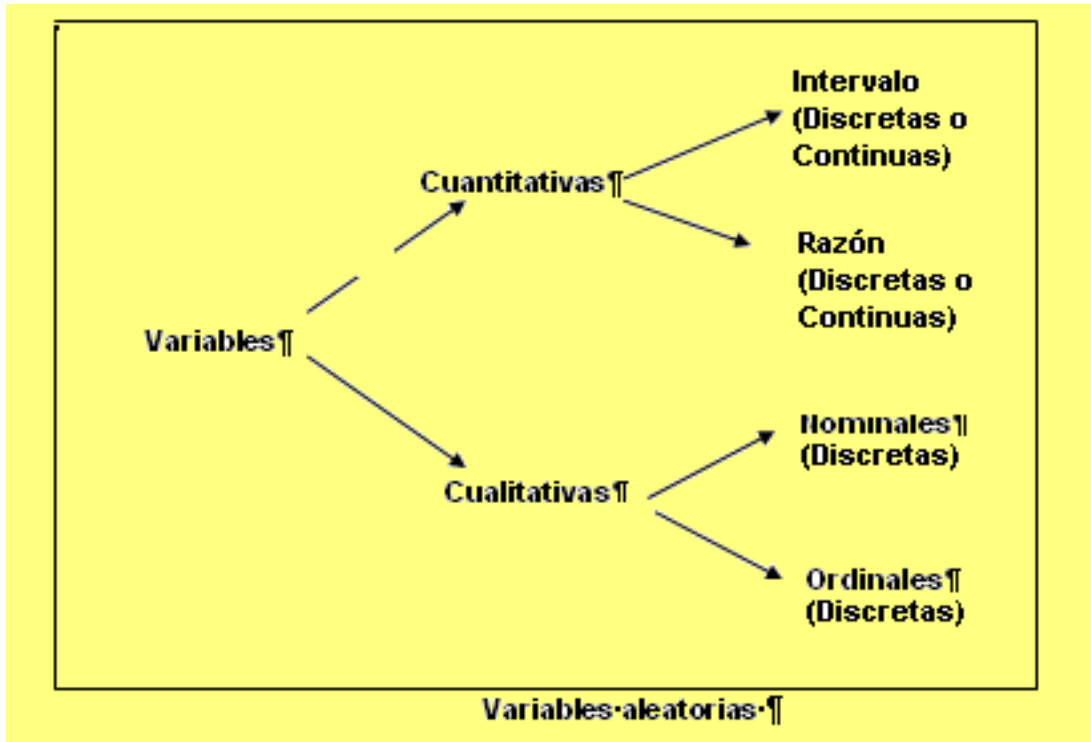 Intervalo
(Discretas o
Continuas)
Cuantitativas¶
Razón
(Discretas o
Continuas)
Variables¶
Nominales¶
(Discretas)
Cualitativas¶
Ordinales¶
(Discretas)
Variables·aleatorias·¶